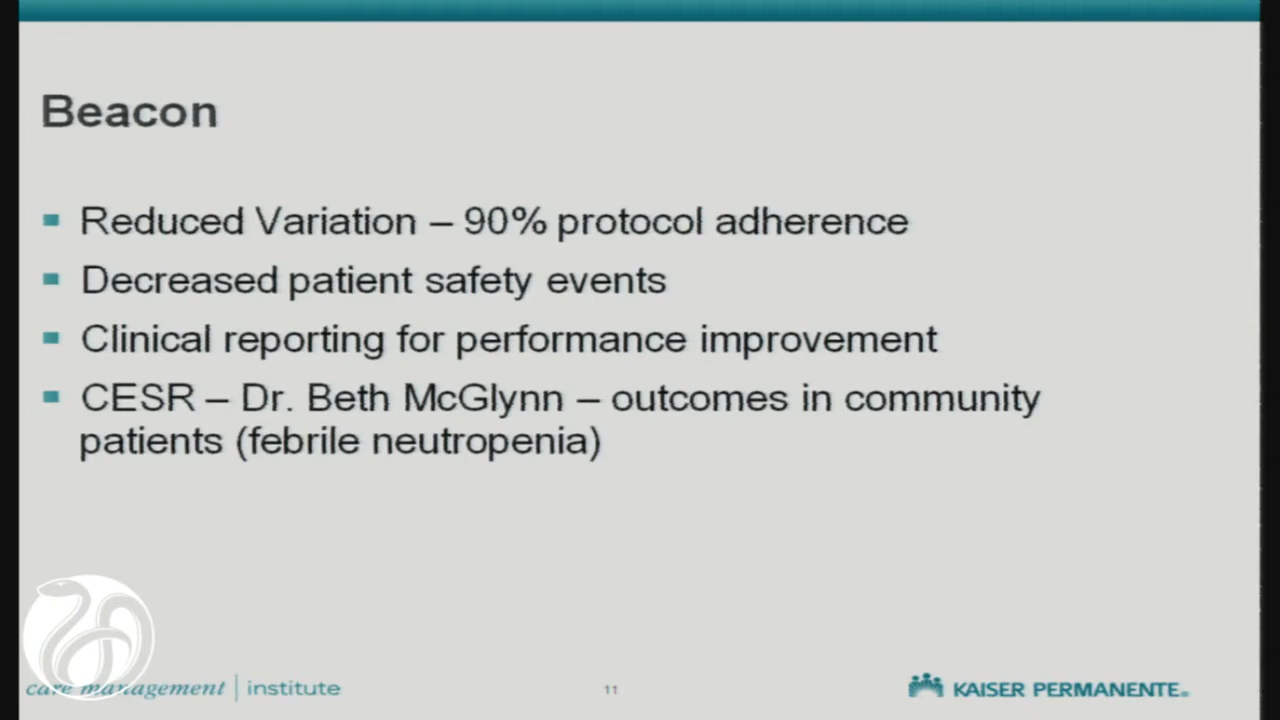 Beacon
Reduced Variation – 90% protocol adherence
Decreased patient safety events
Clinical reporting for performance improvement
CESR – Dr. Beth McGlynn – outcomes in community
patients (febrile neutropenia)
care management | institute
11
KAISER PERMANENTE®